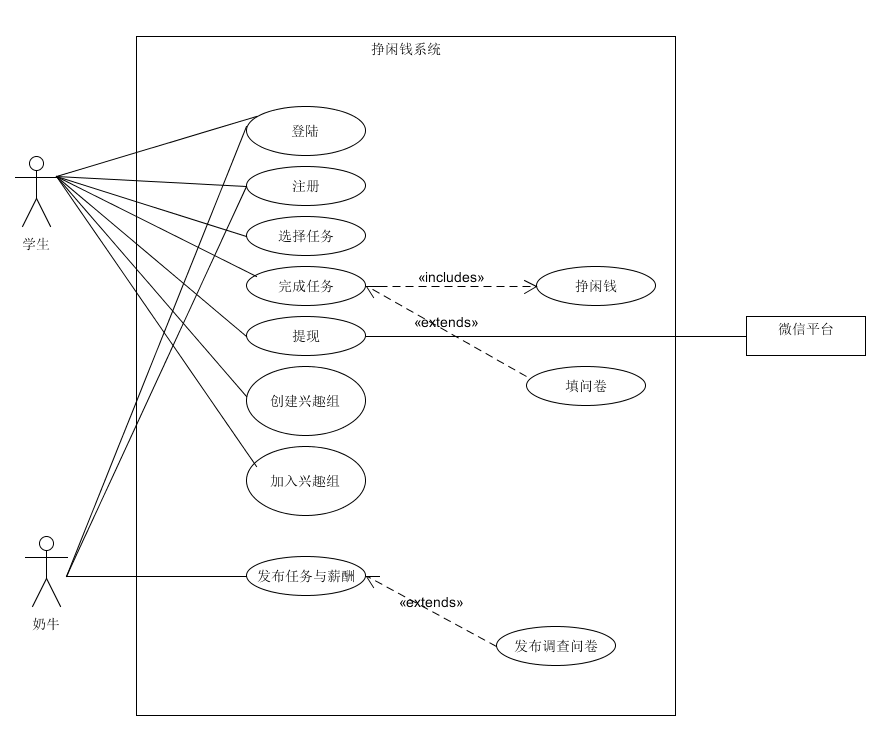 挣闲钱系统
登陆
注册
学生
选择任务
«includes»
完成任务
挣闲钱
«extends»
微信平台
提现
填问卷
创建兴趣组
加入兴趣组
发布任务与薪酬
«extends»
奶牛
发布调查问卷